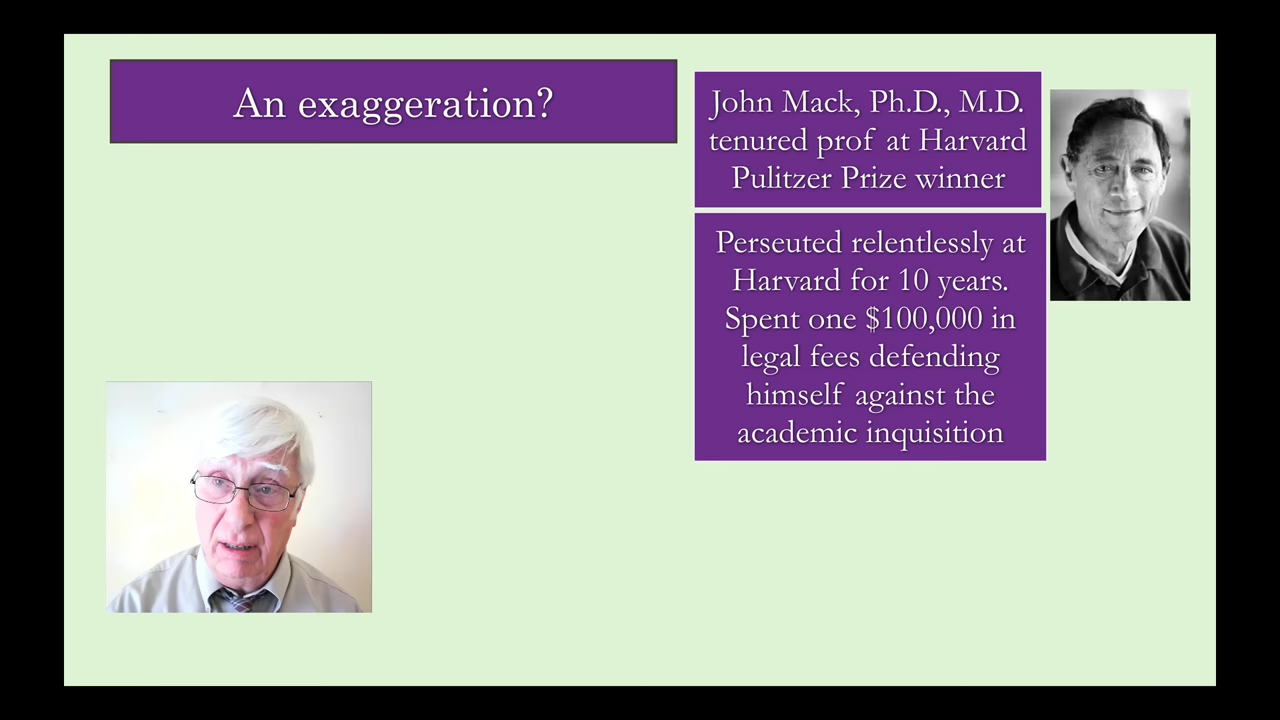 An exaggeration?
John Mack, Ph.D., M.D.
tenured prof at Harvard
Pulitzer Prize winner
Perseuted relentlessly at
Harvard for 10 years.
Spent one $100,000 in
legal fees defending
himself against the
academic inquisition